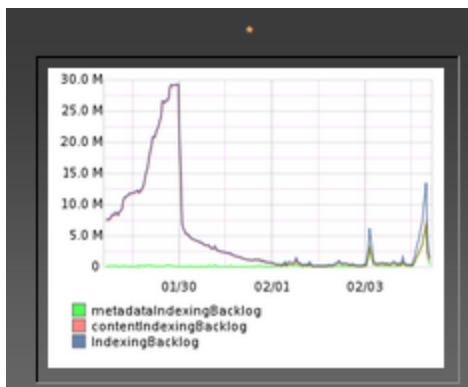 30.0 M
25.0 M
20.0 M
15.0 M
10.0 M
5.0 M
0
01/30 02/01 02/03
metadataIndexingBacklog
contentIndexingBacklog
IndexingBacklog